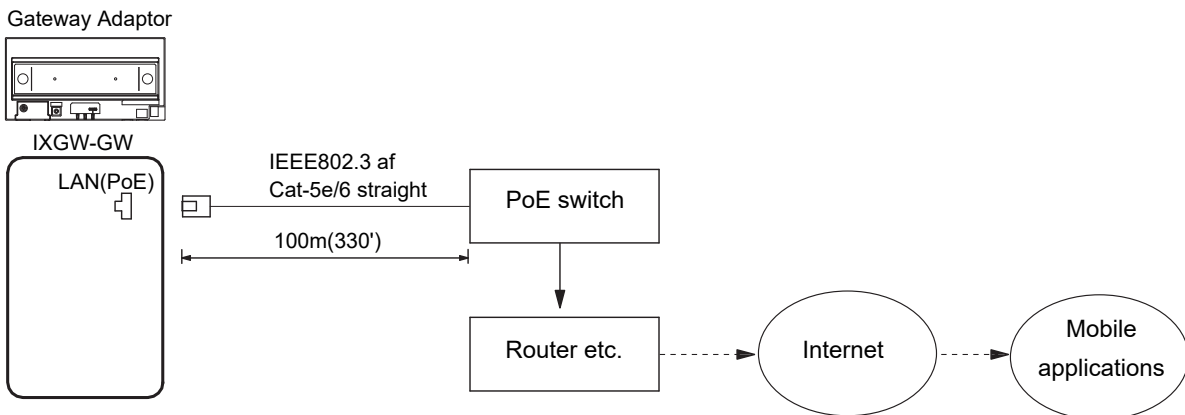 Gateway Adaptor
IXGW-GW
LAN(PoE)
IEEE802.3 af
Cat-5e/6 straight
100m(330')
PoE switch
Router etc.
Internet
Mobile
applications